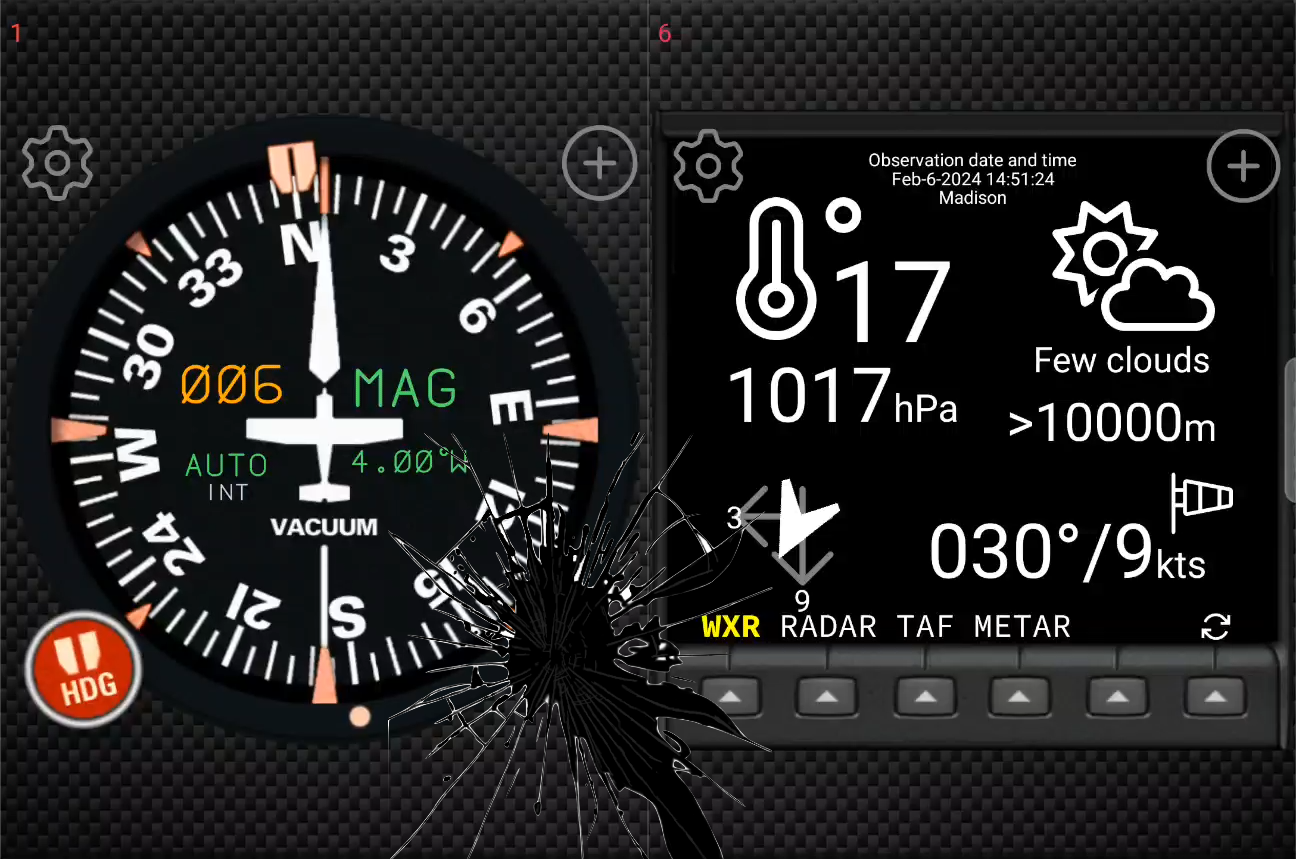 1
N
3
33
6
30
006
MAG
E
W
AUTO
4.00°W
INT
VACUUM
24
21
S
HDG
6
Observation date and time
Feb-6-2024 14:51:24
Madison
°17
Few clouds
1017hPa
>10000m
3
030°/9kts
9
WXR RADAR TAF METAR